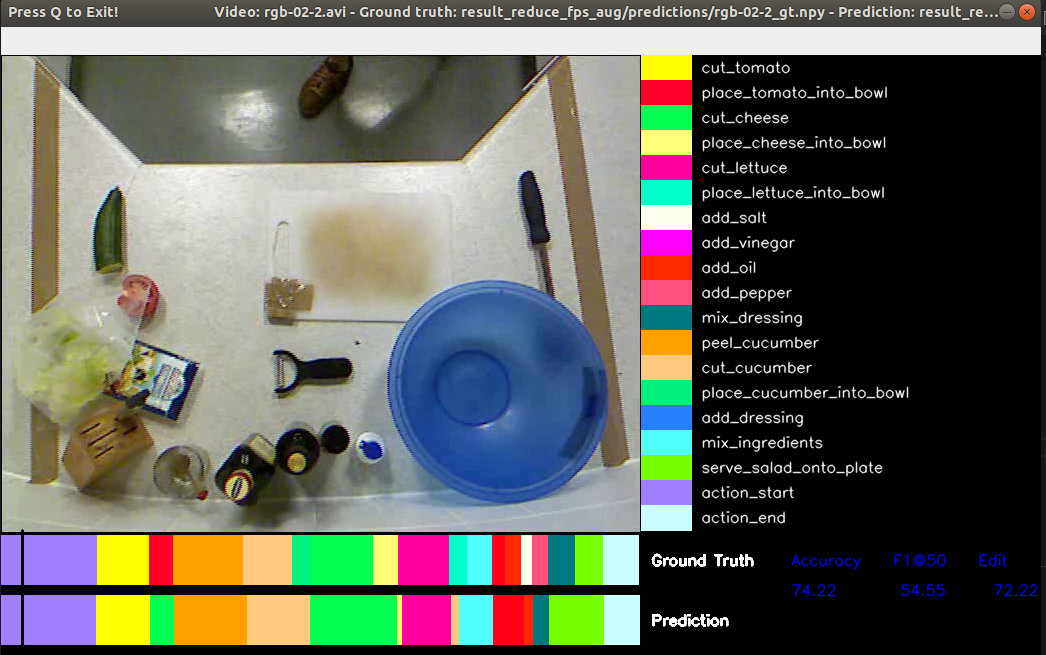 Press Q to Exit!
Video: rgb-02-2.avi - Ground truth: result_reduce_fps_aug/predictions/rgb-02-2_gt.npy - Prediction: result_re...
cut_tomato
place_tomato_into_bowl
cut_cheese
place_cheese_into_bowl
cut_lettuce
place_lettuce_into_bowl
add_salt
add_vinegar
add_oil
add_pepper
mix_dressing
peel_cucumber
cut_cucumber
place_cucumber_into_bowl
add_dressing
mix_ingredients
serve_salad_onto_plate
action_start
action_end
Ground Truth Accuracy F1@50 Edit
74.22 54.55 72.22
Prediction